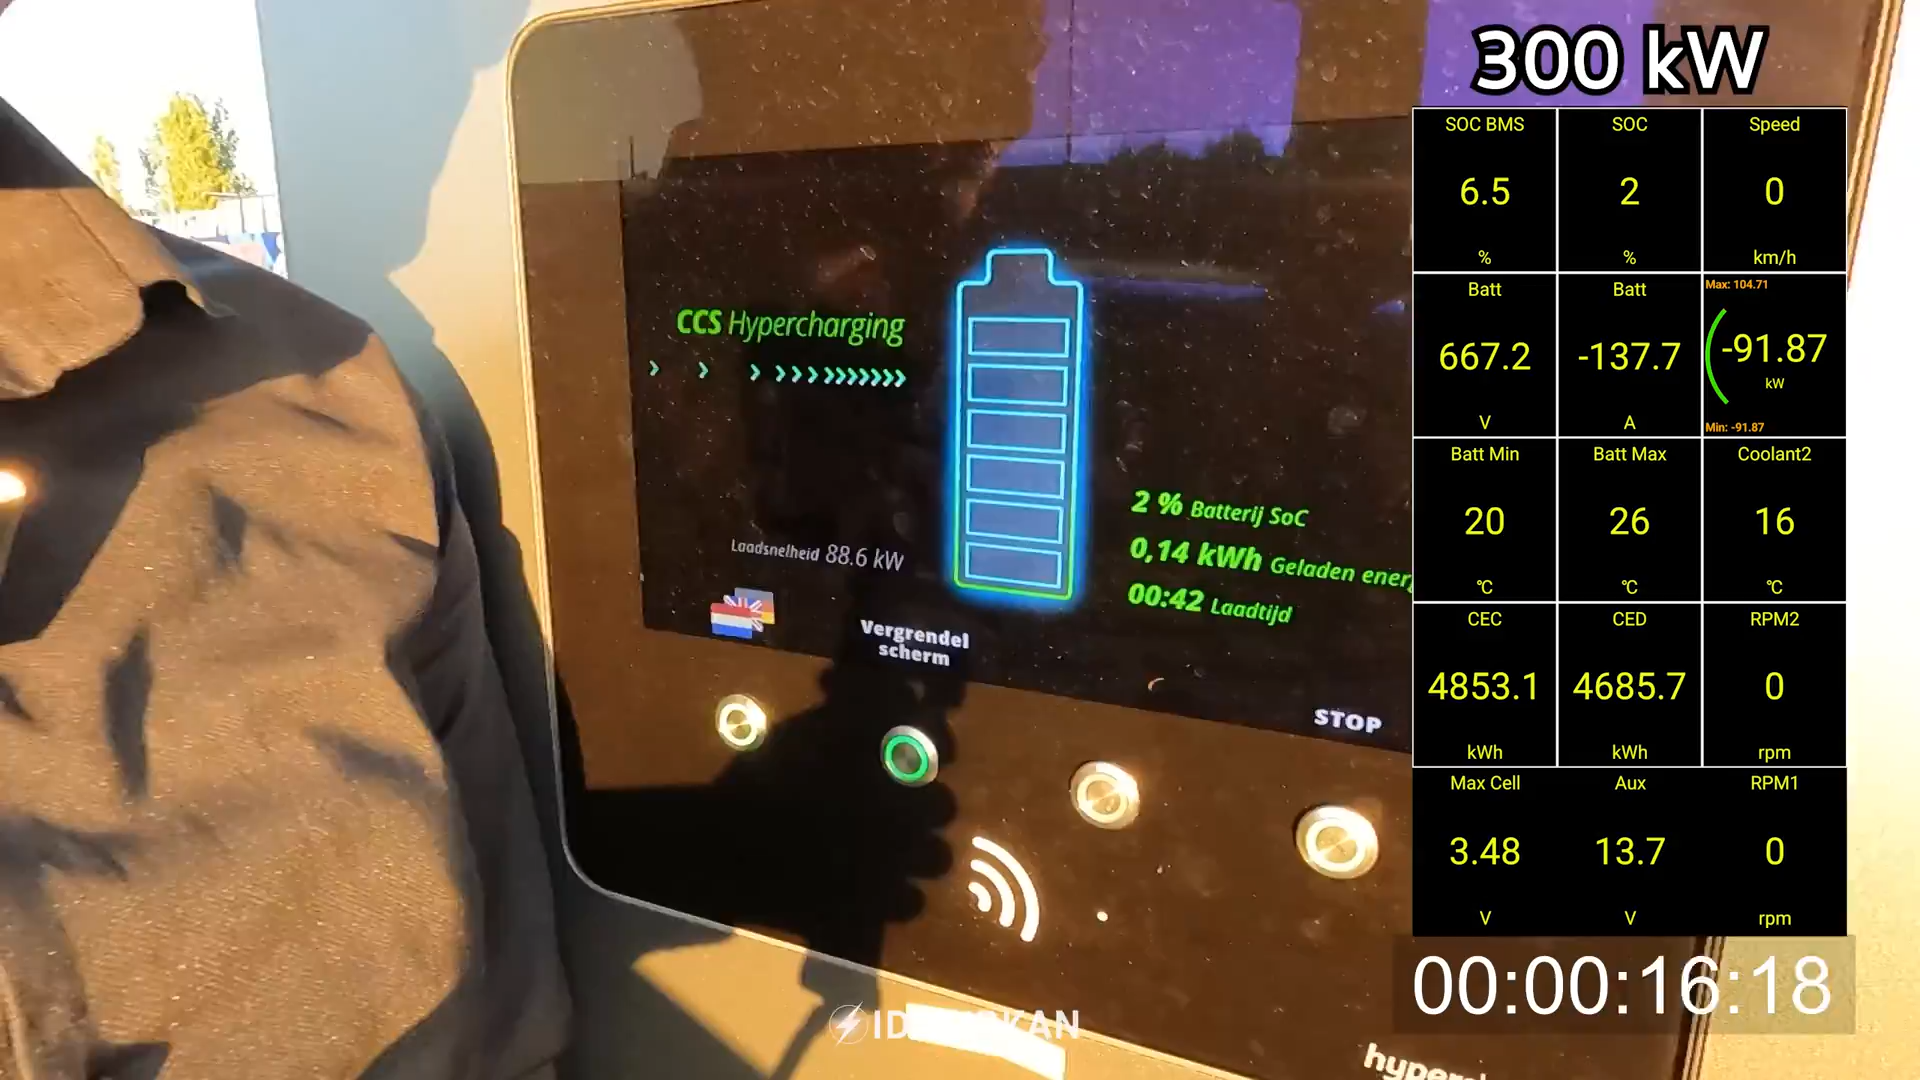 300 kW
SOC BMS
6.5
%
SOC
2
%
Speed
0
km/h
Batt
667.2
V
Batt
-137.7
A
Max: 104.71
-91.87
kW
Min: -91.87
Batt Min
20
℃
Batt Max
26
℃
Coolant2
16
℃
CEC
4853.1
kWh
CED
4685.7
kWh
RPM2
0
rpm
Max Cell
3.48
V
Aux
13.7
V
RPM1
0
rpm
00:00:16:18
CCS Hypercharging
Laadsnelheid 88.6 kW
2 % Batterij SoC
0,14 kWh Geladen
00:42 Laadtijd
Vergrendel
scherm
STOP